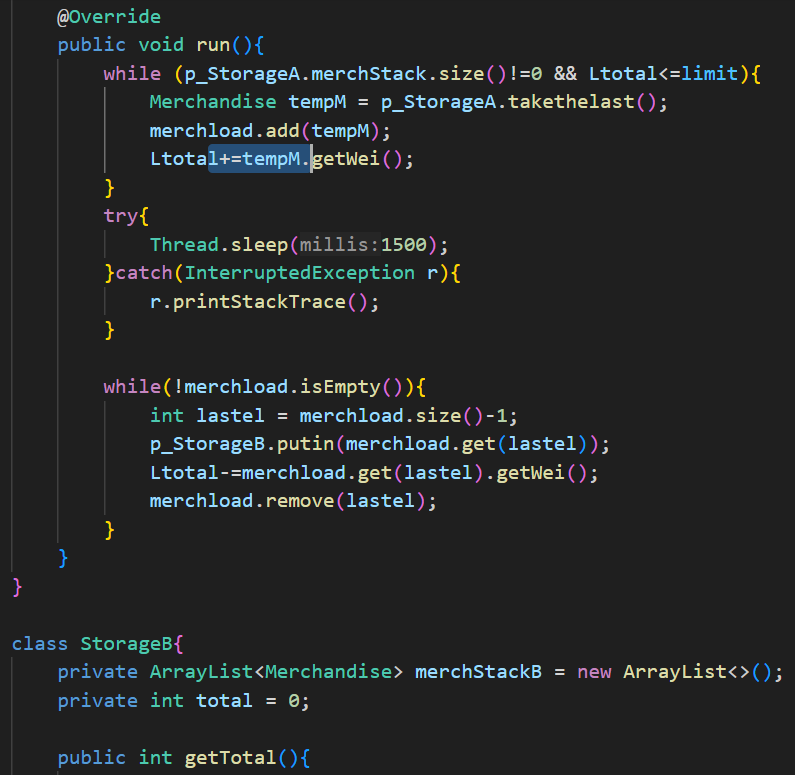 @Override
public void run(){
while (p_StorageA.merchStack.size()!=0 && Ltotal<=limit){
Merchandise tempM = p_StorageA.takethelast();
merchload.add(tempM);
Ltotal+=tempM.getWei();
}
try{
Thread.sleep(millis:1500);
}catch(InterruptedException r){
r.printStackTrace();
}
while(!merchload.isEmpty()){
int lastel = merchload.size()-1;
p_StorageB.putin(merchload.get(lastel));
Ltotal-=merchload.get(lastel).getWei();
merchload.remove(lastel);
}
}
}
class StorageB{
private ArrayList<Merchandise> merchStackB = new ArrayList<>();
private int total = 0;
public int getTotal(){